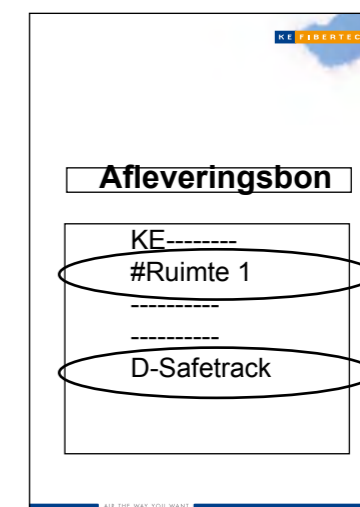 KE FIBERTEC
Afleveringsbon
KE--------
#Ruimte 1
----------
----------
D-Safetrack
AIR THE WAY YOU WANT